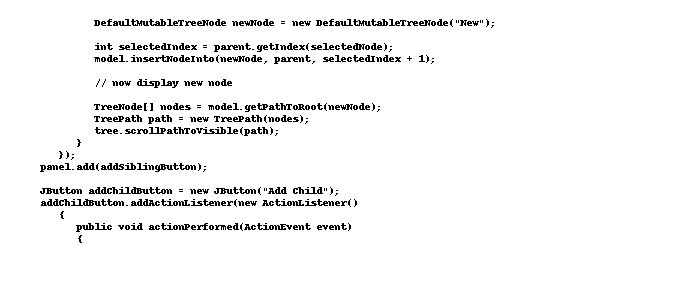 DefaultMutableTreeNode newNode = new DefaultMutableTreeNode("New");
int selectedIndex = parent.getIndex(selectedNode);
model.insertNodeInto(newNode, parent, selectedIndex + 1);
// now display new node
TreeNode[] nodes = model.getPathToRoot(newNode);
TreePath path = new TreePath(nodes);
tree.scrollPathToVisible(path);
}
});
panel.add(addSiblingButton);
JButton addChildButton = new JButton("Add Child");
addChildButton.addActionListener(new ActionListener()
{
public void actionPerformed(ActionEvent event)
{